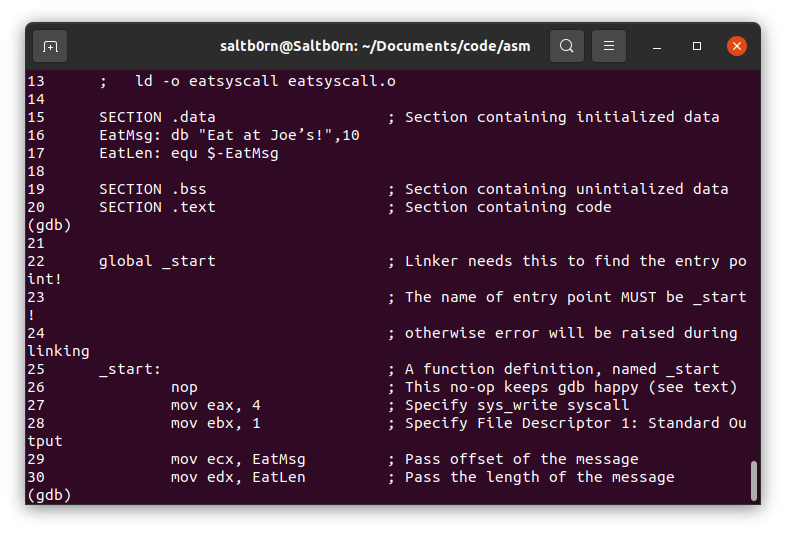 saltb0rn@Saltb0rn: ~/Documents/code/asm
13      ;   ld -o eatsyscall eatsyscall.o
14
15      SECTION .data                   ; Section containing initialized data
16      EatMsg: db "Eat at Joe’s!",10
17      EatLen: equ $-EatMsg
18
19      SECTION .bss                    ; Section containing unintialized data
20      SECTION .text                   ; Section containing code
(gdb)
21
22      global _start                   ; Linker needs this to find the entry po
int!
23                                      ; The name of entry point MUST be _start
!
24                                      ; otherwise error will be raised during
linking
25      _start:                         ; A function definition, named _start
26              nop                     ; This no-op keeps gdb happy (see text)
27              mov eax, 4              ; Specify sys_write syscall
28              mov ebx, 1              ; Specify File Descriptor 1: Standard Ou
tput
29              mov ecx, EatMsg         ; Pass offset of the message
30              mov edx, EatLen         ; Pass the length of the message
(gdb)